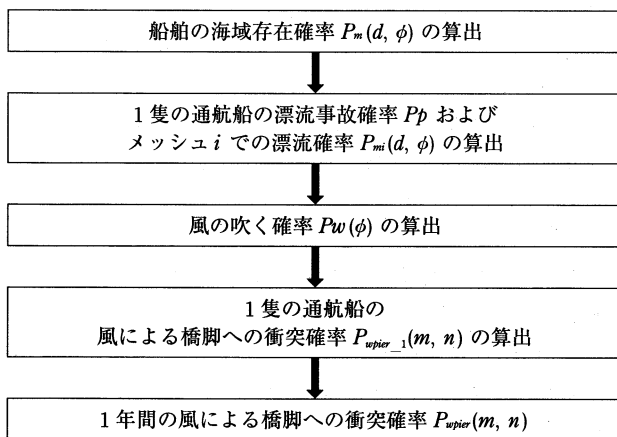 船舶の海域存在確率 Pm(d, φ) の算出
1隻の通航船の漂流事故確率 Pp および
メッシュ i での漂流確率 Pmi(d, φ) の算出
風の吹く確率 Pw(φ) の算出
1隻の通航船の
風による橋脚への衝突確率 Pwpier_1(m, n) の算出
1年間の風による橋脚への衝突確率 Pwpier(m, n)